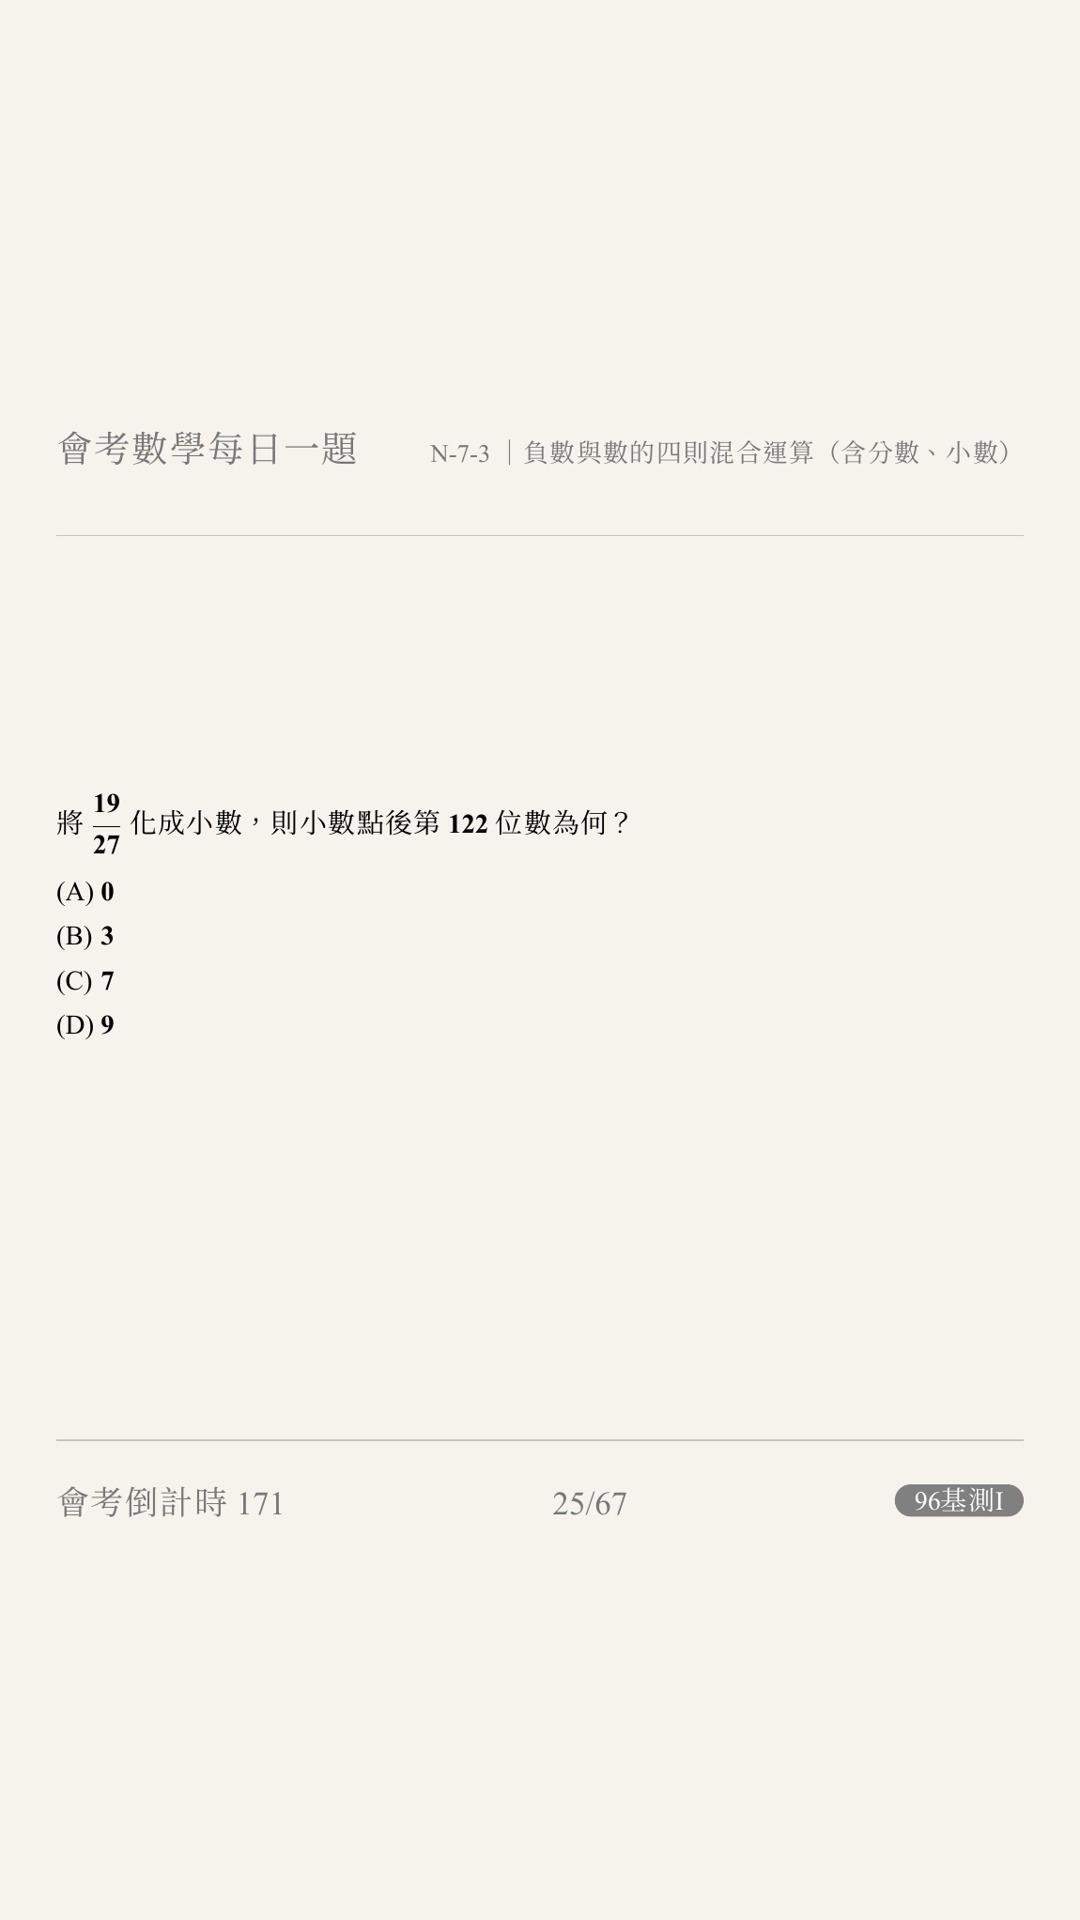 會考數學每日一題
N-7-3｜負數與數的四則混合運算（含分數、小數）
將 19/27 化成小數，則小數點後第 122 位數為何？
(A) 0
(B) 3
(C) 7
(D) 9
會考倒計時 171
25/67
96基測I